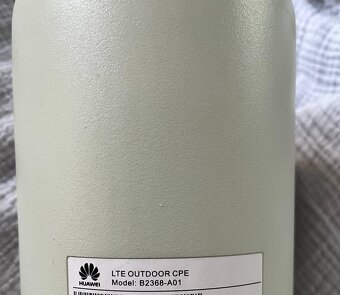 HUAWEI
LTE OUTDOOR CPE
Model: B2368-A01